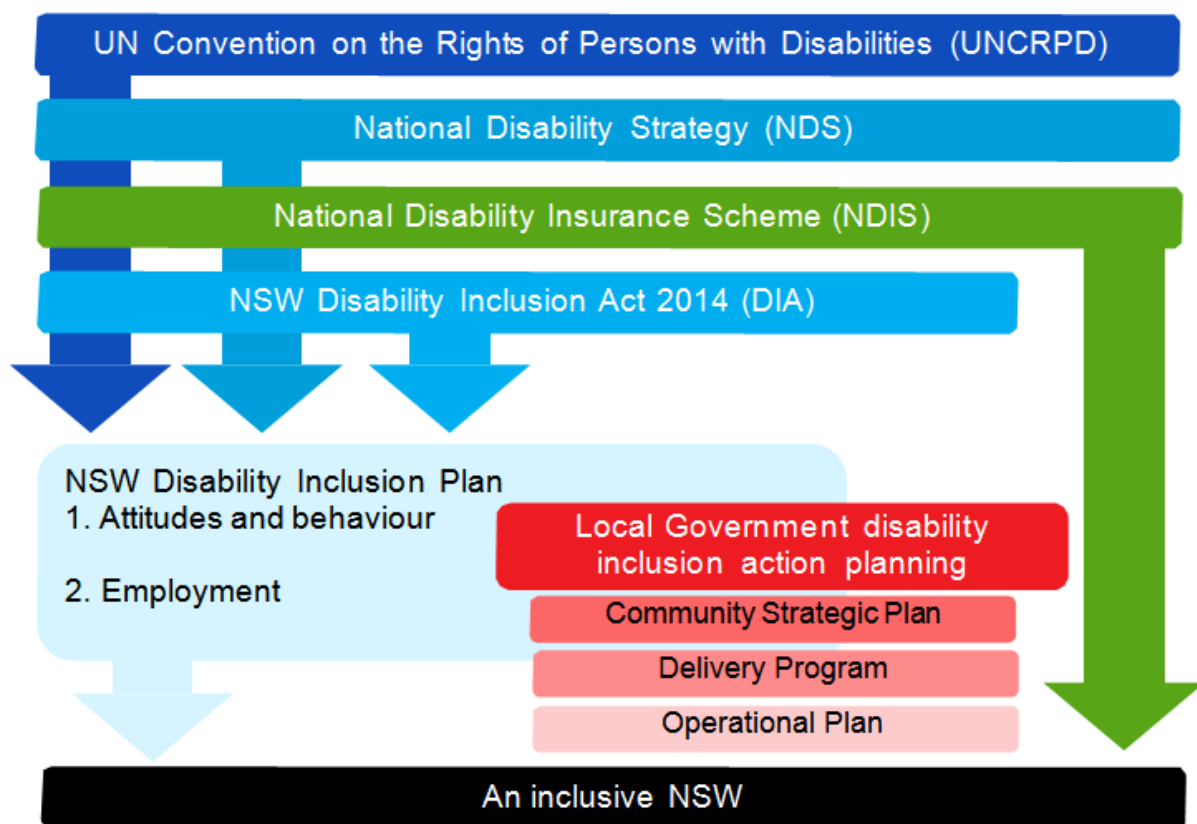 UN Convention on the Rights of Persons with Disabilities (UNCRPD)
National Disability Strategy (NDS)
National Disability Insurance Scheme (NDIS)
NSW Disability Inclusion Act 2014 (DIA)
NSW Disability Inclusion Plan
1. Attitudes and behaviour
2. Employment
Local Government disability
inclusion action planning
Community Strategic Plan
Delivery Program
Operational Plan
An inclusive NSW